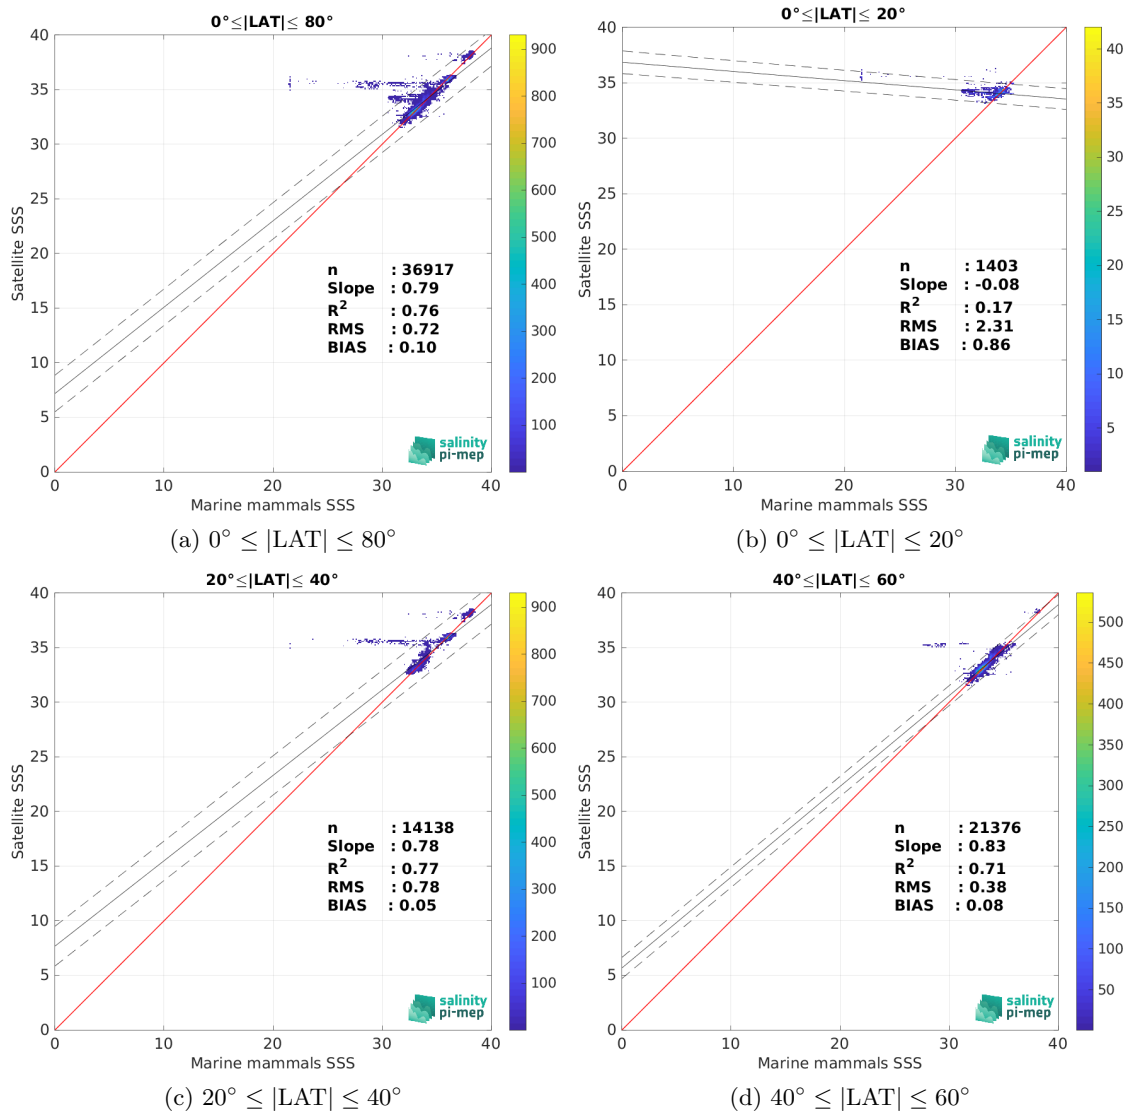 0°≤|LAT|≤ 80°
40
35
30
25
20
15
10
5
0
Satellite SSS
n : 36917
Slope : 0.79
R² : 0.76
RMS : 0.72
BIAS : 0.10
salinity
pi-mep
0 10 20 30 40
Marine mammals SSS
900
800
700
600
500
400
300
200
100
(a) 0° ≤ |LAT| ≤ 80°
0°≤|LAT|≤ 20°
40
35
30
25
20
15
10
5
0
Satellite SSS
n : 1403
Slope : -0.08
R² : 0.17
RMS : 2.31
BIAS : 0.86
salinity
pi-mep
0 10 20 30 40
Marine mammals SSS
40
35
30
25
20
15
10
5
(b) 0° ≤ |LAT| ≤ 20°
20°≤|LAT|≤ 40°
40
35
30
25
20
15
10
5
0
Satellite SSS
n : 14138
Slope : 0.78
R² : 0.77
RMS : 0.78
BIAS : 0.05
salinity
pi-mep
0 10 20 30 40
Marine mammals SSS
900
800
700
600
500
400
300
200
100
(c) 20° ≤ |LAT| ≤ 40°
40°≤|LAT|≤ 60°
40
35
30
25
20
15
10
5
0
Satellite SSS
n : 21376
Slope : 0.83
R² : 0.71
RMS : 0.38
BIAS : 0.08
salinity
pi-mep
0 10 20 30 40
Marine mammals SSS
500
450
400
350
300
250
200
150
100
50
(d) 40° ≤ |LAT| ≤ 60°